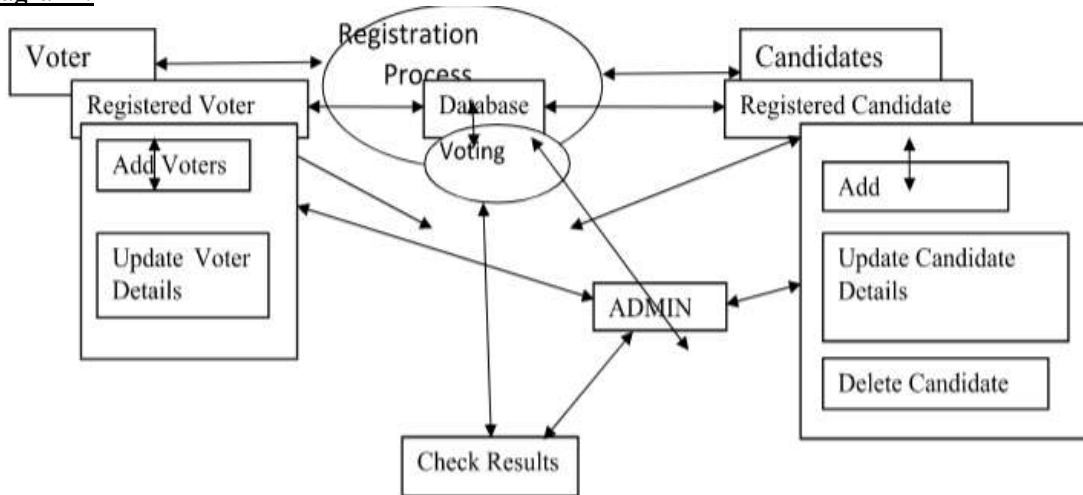 Voter
Registration
Process
Candidates
Registered Voter
Database
Registered Candidate
Voting
Add Voters
Add
Update Voter
Details
Update Candidate
Details
ADMIN
Delete Candidate
Check Results